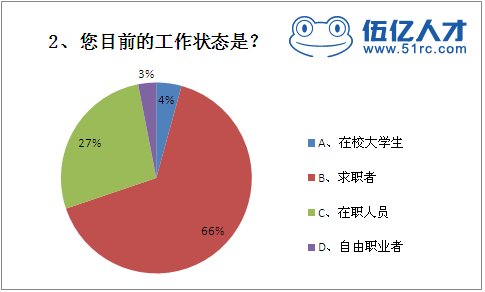 2、您目前的工作状态是？
伍亿人才
www.51rc.com
3%
4%
27%
66%
A、在校大学生
B、求职者
C、在职人员
D、自由职业者